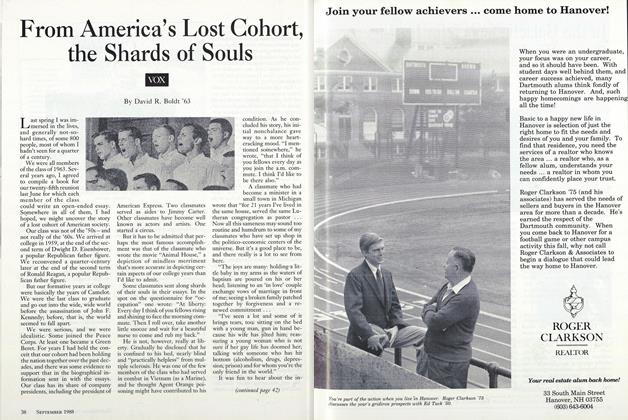 From America's Lost Cohort,
the Shards of Souls
VOX
By David R. Boldt '63
Last spring I was im-
mersed in the lives,
and generally not-so-
hard times, of some 800
people, most of whom I
hadn't seen for a quarter
of a century.
We were all members
of the class of 1963. Sev-
eral years ago, I agreed
to compile a book for
our twenty-fifth reunion
last June for which each
member of the class
could write an open-ended essay.
Somewhere in all of them, I had
hoped, we might uncover the story
of a lost cohort of American society.
Our class was not of the '50s—and
not really of the '60s. We arrived at
college in 1959, at the end of the sec-
ond term of Dwight D. Eisenhower,
a popular Republican father figure.
We reconvened a quarter-century
later at the end of the second term
of Ronald Reagan, a popular Repub-
lican father figure.
But our formative years at college
were basically the years of Camelot.
We were the last class to graduate
and go out into the wide, wide world
before the assassination of John F.
Kennedy; before, that is, the world
seemed to fall apart.
We were serious, and we were
idealistic. Some joined the Peace
Corps. At least one became a Green
Beret. For years I had held the con-
ceit that our cohort had been holding
the nation together over the past dec-
ades, and there was some evidence to
support that in the biographical in-
formation sent in with the essays.
Our class has its share of company
presidents, including the president of
American Express. Two classmates
served as aides to Jimmy Carter.
Other classmates have become well
known as actors and artists. One
started a circus.
But it has to be admitted that per-
haps the most famous accomplish-
ment was that of the classmate who
wrote the movie "Animal House," a
depiction of mindless merriment
that's more accurate in depicting cer-
tain aspects of our college years than
I'd like to admit.
Some classmates sent along shards
of their souls in their essays. In the
spot on the questionnaire for "oc-
cupation" one wrote: "At liberty.
Every day I think of you fellows rising
and shining to face the morning com-
mute. Then I roll over, take another
little snooze and wait for a beautiful
nurse to come and rub my back."
He is not, however, really at lib-
erty. Gradually he disclosed that he
is confined to his bed, nearly blind
and "practically helpless" from mul-
tiple sclerosis. He was one of the few
members of the class who had served
in combat in Vietnam (as a Marine),
and he thought Agent Orange poi-
soning might have contributed to his
condition. As he con-
cluded his story, his ini-
tial nonchalance gave
way to a more heart-
cracking mood. "I men-
tioned somewhere," he
wrote, "that I think of
you fellows every day as
you join the a.m. com-
mute. I think I'd like to
be there also."
A classmate who had
become a minister in a
small town in Michigan
wrote that "for 21 years I've lived in
the same house, served the same Lu-
theran congregation as pastor . . .
Now all this sameness may sound too
routine and humdrum to some of my
classmates who have set up shop in
the politico-economic centers of the
universe. But it's a good place to be,
and there really is a lot to see from
here.
"The joys are many: holding a lit-
tle baby in my arms as the waters of
baptism are poured on his or her
head; listening to an 'in love' couple
exchange vows of marriage in front
of me; seeing a broken family patched
together by forgiveness and a re-
newed commitment . . .
"I've seen a lot and some of it
brings tears, too: sitting on the bed
with a young man, gun in hand be-
cause his wife has jilted him; reas-
suring a young woman who is not
sure if her gay life has doomed her;
talking with someone who has hit
bottom (alcoholism, drugs, depres-
sion, prison) and for whom you're the
only friend in the world."
It was fun to hear about the in-
(continued page 42)
38 SEPTEMBER 1988
Join your fellow achievers ... come home to Hanover!
DARTMOUTH
When you were an undergraduate,
your focus was on your career,
and so it should have been. With
student days well behind them, and
career success achieved, many
Dartmouth alums think fondly of
returning to Hanover. And, such
happy homecomings are happening
all the time!
Basic to a happy new life in
Hanover is selection of just the
right home to fit the needs and
desires of you and your family. To
find that residence, you need the
services of a realtor who knows
the area ... a realtor who, as a
fellow alum, understands your
needs ... a realtor in whom you
can confidently place your trust.
Roger Clarkson '75 (and his
associates) has served the needs of
sellers and buyers in the Hanover
area for more than a decade. He's
earned the respect of the
Dartmouth community. When
you come back to Hanover for a
football game or other campus
activity this fall, why not call
Roger Clarkson & Associates to
begin a dialogue that could lead
the way home to Hanover.
ROGER
CLARKSON
REALTOR
Your real estate alum back home!
33 South Main Street
Hanover, NH 03755
(603) 643-6004
You're part of the action when you live in Hanover. Roger Clarkson '75
discusses the year's gridiron prospects with Ed Tuck '50.